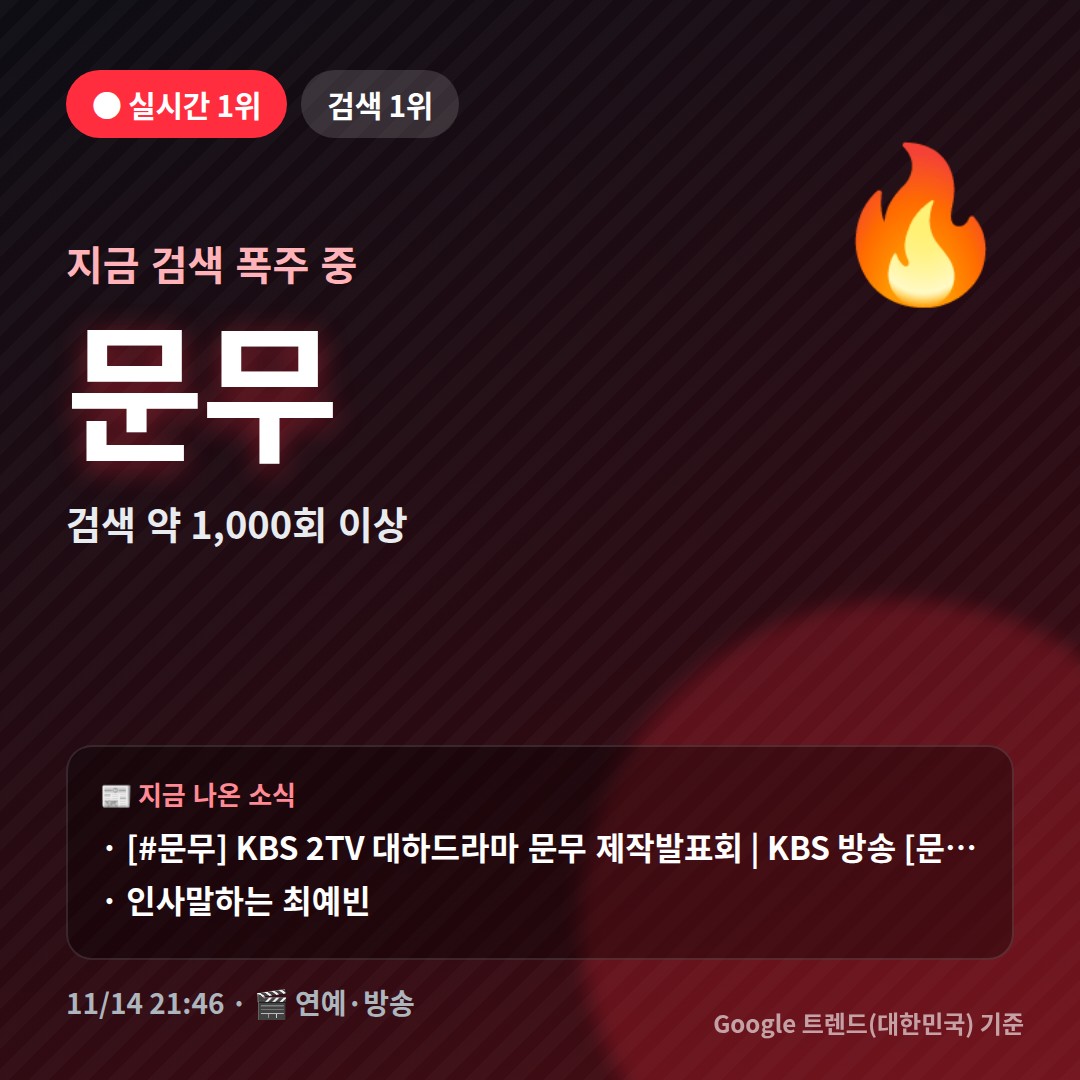 실시간 1위
검색 1위
지금 검색 폭주 중
문무
검색 약 1,000회 이상
지금 나온 소식
· [#문무] KBS 2TV 대하드라마 문무 제작발표회 | KBS 방송 [문…
· 인사말하는 최예빈
11/14 21:46 · 연예·방송
Google 트렌드(대한민국) 기준